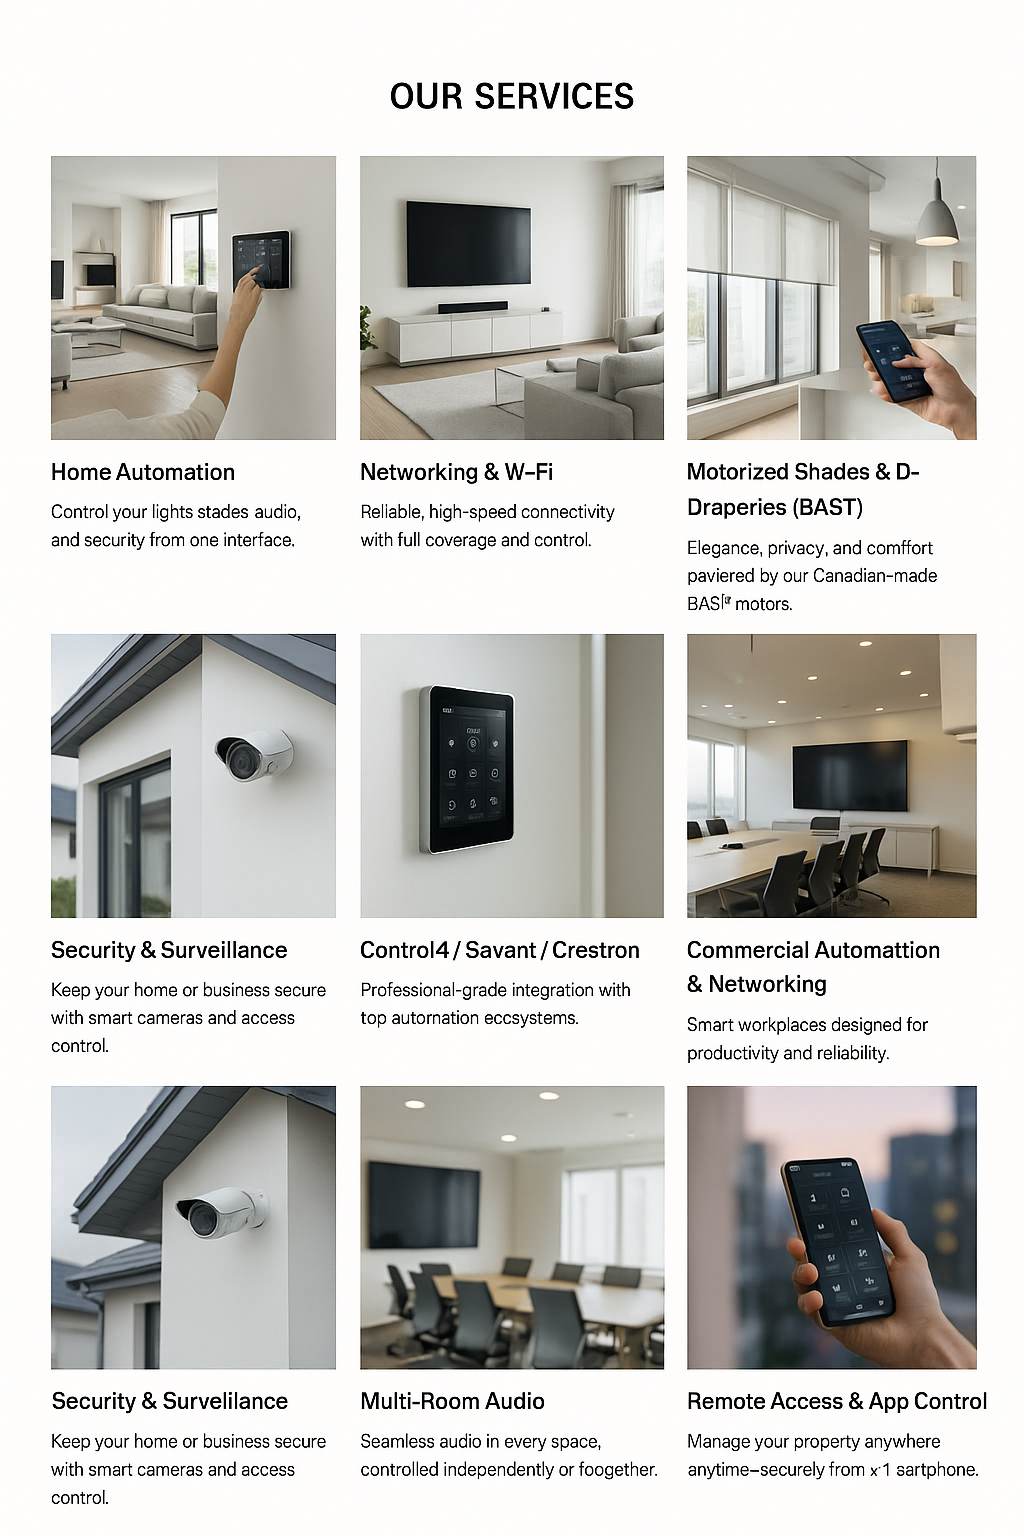 OUR SERVICES
Home Automation
Control your lights stades audio,
and security from one interface.
Networking & W–Fi
Reliable, high-speed connectivity
with full coverage and control.
Motorized Shades & D-
Draperies (BAST)
Elegance, privacy, and comffort
paviered by our Canadian-made
motors.
Security & Surveillance
Keep your home or business secure
with smart cameras and access
control.
Control4 / Savant / Crestron
Professional-grade integration with
top autornation eccsystems.
Commercial Automattion
& Networking
Smart workplaces designed for
productivity and reliability.
Security & Survelilance
Keep your home or business secure
with smart cameras and access
control.
Multi-Room Audio
Seamless audio in every space,
controlled independently or foogether.
Remote Access & App Control
Manage your property anywhere
anytime–securely from x·1 sartphone.